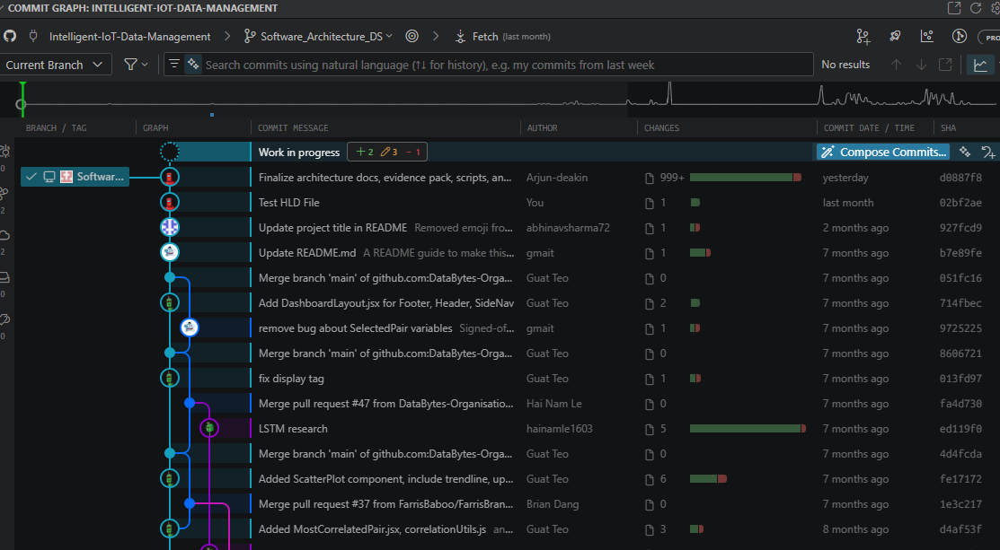 COMMIT GRAPH: INTELLIGENT-IOT-DATA-MANAGEMENT
Intelligent-IoT-Data-Management > Software_Architecture_DS > Fetch (last month) PRO
Current Branch Search commits using natural language (↑↓ for history), e.g. my commits from last week No results
BRANCH / TAG GRAPH COMMIT MESSAGE AUTHOR CHANGES COMMIT DATE / TIME SHA
Work in progress +2 3 -1 Compose Commits...
Softwar... Finalize architecture docs, evidence pack, scripts, an... Arjun-deakin 999+ yesterday d0887f8
Test HLD File You 1 last month 02bf2ae
Update project title in README Removed emoji fro... abhinavsharma72 1 2 months ago 927fcd9
Update README.md A README guide to make this... gmait 1 7 months ago b7e89fe
Merge branch 'main' of github.com:DataBytes-Orga... Guat Teo 0 7 months ago 051fc16
Add DashboardLayout.jsx for Footer, Header, SideNav Guat Teo 2 7 months ago 714fbec
remove bug about SelectedPair variables Signed-of... gmait 1 7 months ago 9725225
Merge branch 'main' of github.com:DataBytes-Orga... Guat Teo 0 7 months ago 8606721
fix display tag Guat Teo 1 7 months ago 013fd97
Merge pull request #47 from DataBytes-Organisatio... Hai Nam Le 0 7 months ago fa4d730
LSTM research hainamle1603 5 7 months ago ed119f0
Merge branch 'main' of github.com:DataBytes-Orga... Guat Teo 0 7 months ago 4d4fcda
Added ScatterPlot component, include trendline, up... Guat Teo 6 7 months ago fe17172
Merge pull request #37 from FarrisBaboo/FarrisBran... Brian Dang 0 7 months ago 1e3c217
Added MostCorrelatedPair.jsx, correlationUtils.js an... Guat Teo 3 8 months ago d4af53f